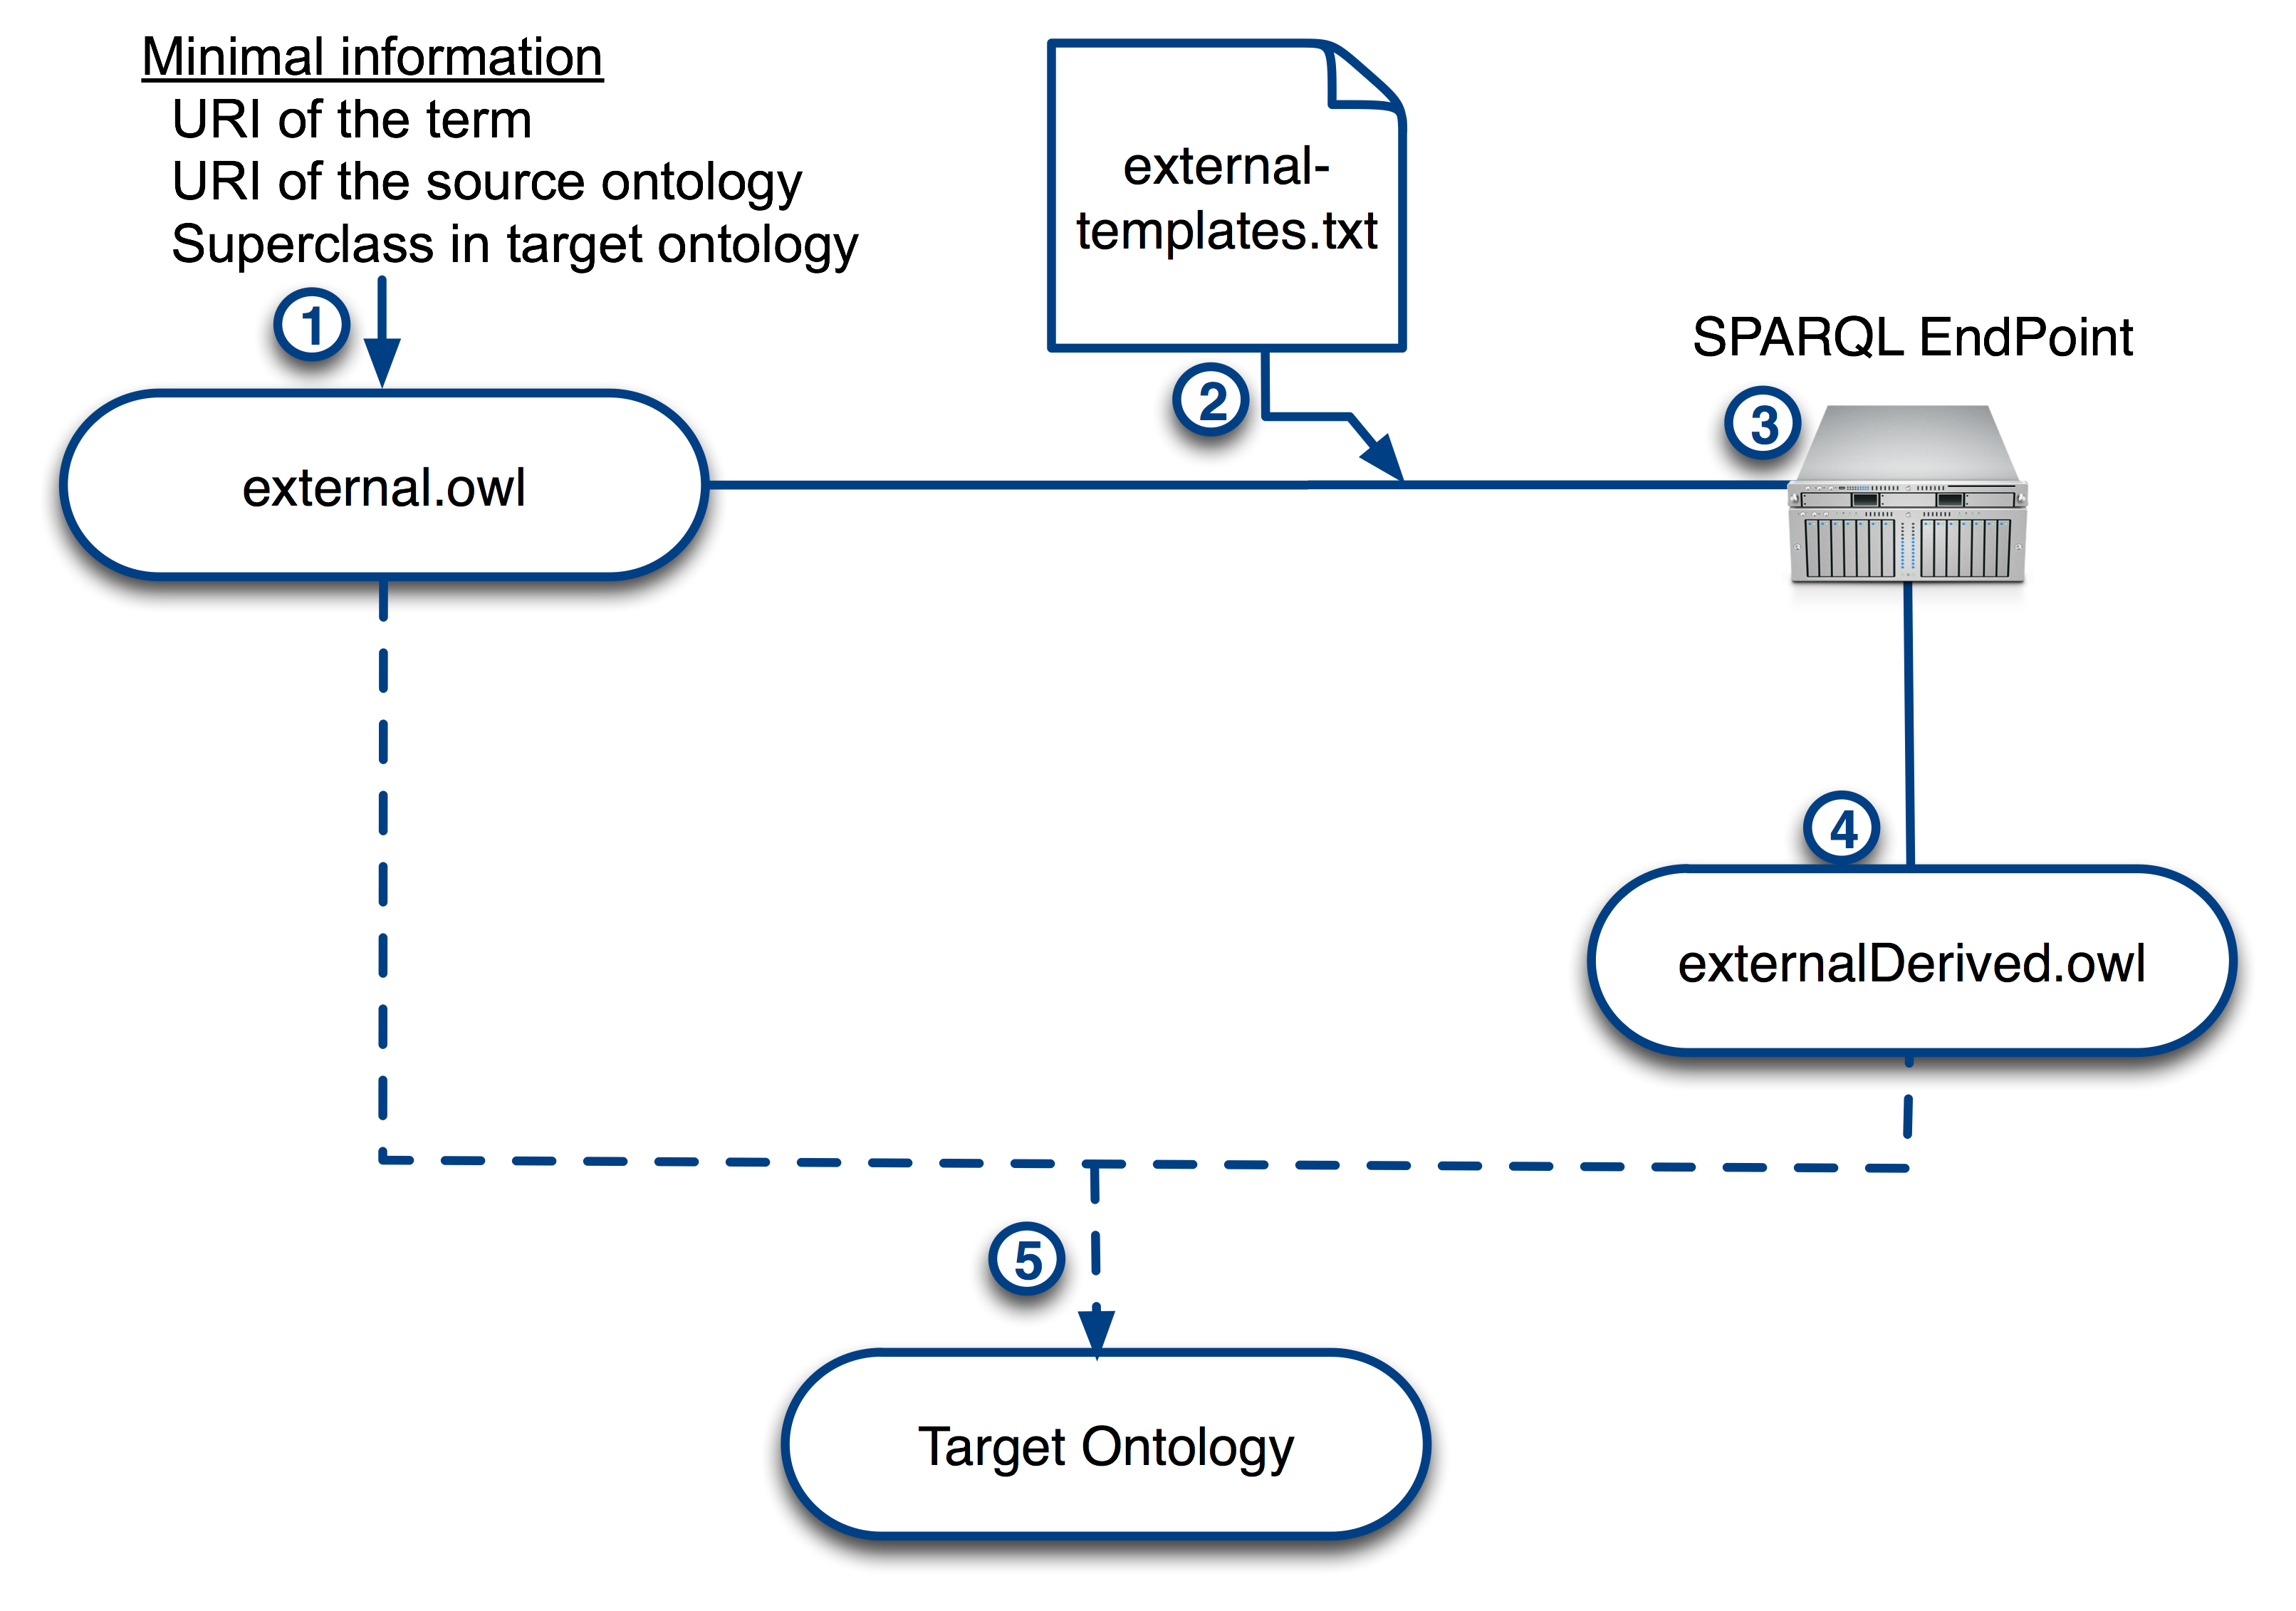 Minimal information
URI of the term
URI of the source ontology
Superclass in target ontology
1
external-
templates.txt
2
SPARQL EndPoint
3
external.owl
4
externalDerived.owl
5
Target Ontology